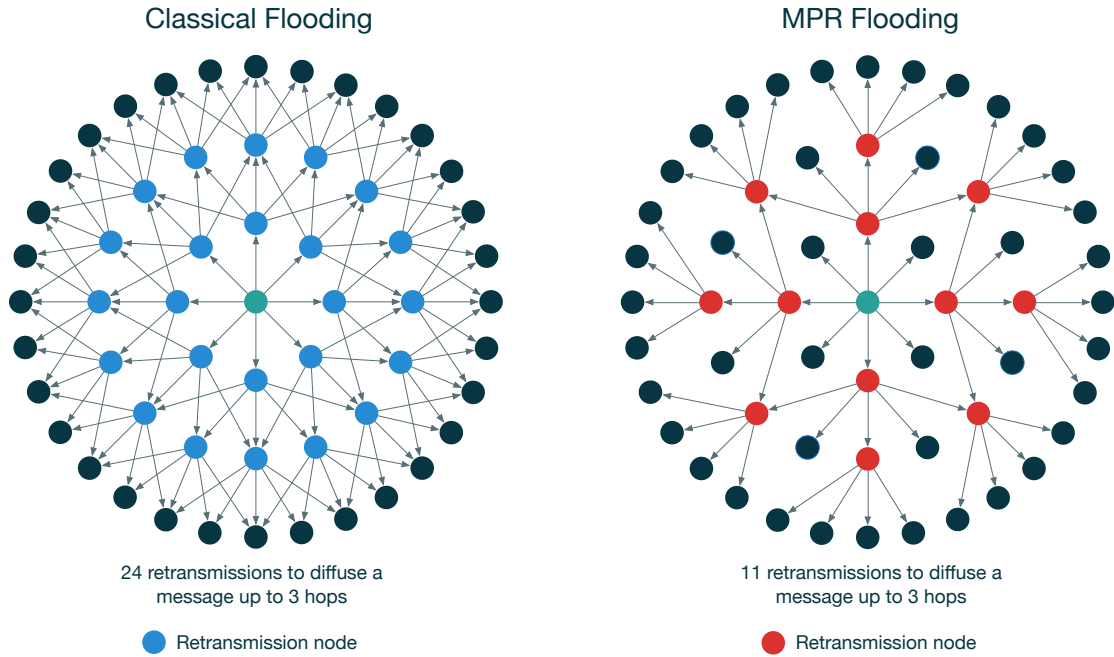 Classical Flooding
MPR Flooding
24 retransmissions to diffuse a
message up to 3 hops
11 retransmissions to diffuse a
message up to 3 hops
Retransmission node
Retransmission node